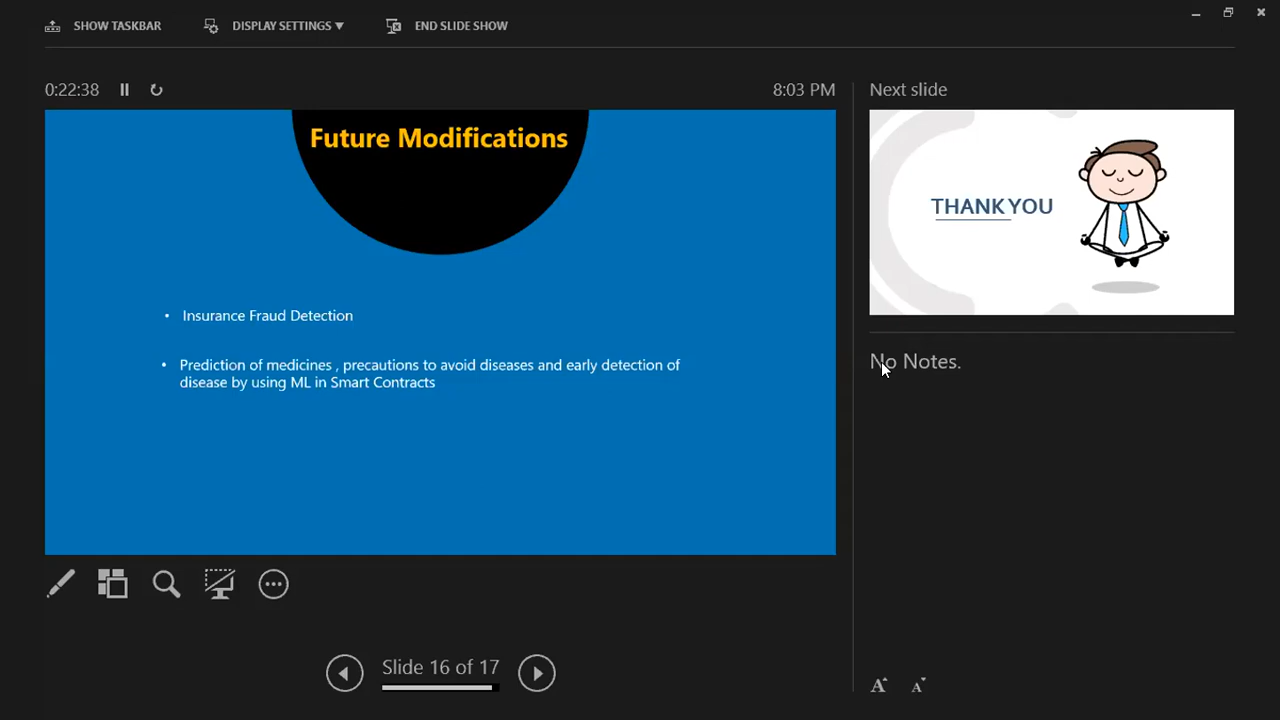 SHOW TASKBAR DISPLAY SETTINGS ▼ END SLIDE SHOW
0:22:38 8:03 PM
Future Modifications
• Insurance Fraud Detection
• Prediction of medicines , precautions to avoid diseases and early detection of
disease by using ML in Smart Contracts
Slide 16 of 17
Next slide
THANK YOU
No Notes.
A A